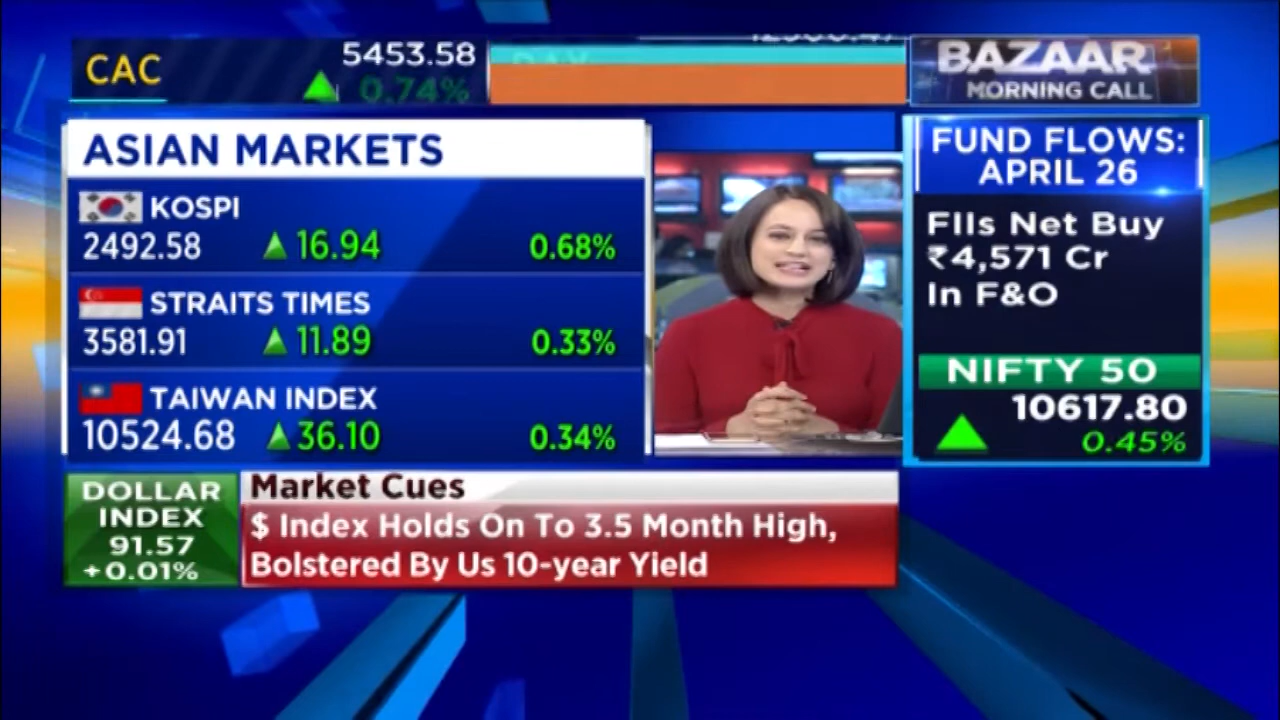 CAC
5453.58
0.74%
BAZAAR
MORNING CALL
ASIAN MARKETS
KOSPI
2492.58 16.94 0.68%
STRAITS TIMES
3581.91 11.89 0.33%
TAIWAN INDEX
10524.68 36.10 0.34%
FUND FLOWS:
APRIL 26
FIIs Net Buy
₹4,571 Cr
In F&O
NIFTY 50
10617.80
0.45%
DOLLAR
INDEX
91.57
+0.01%
Market Cues
$ Index Holds On To 3.5 Month High,
Bolstered By Us 10-year Yield